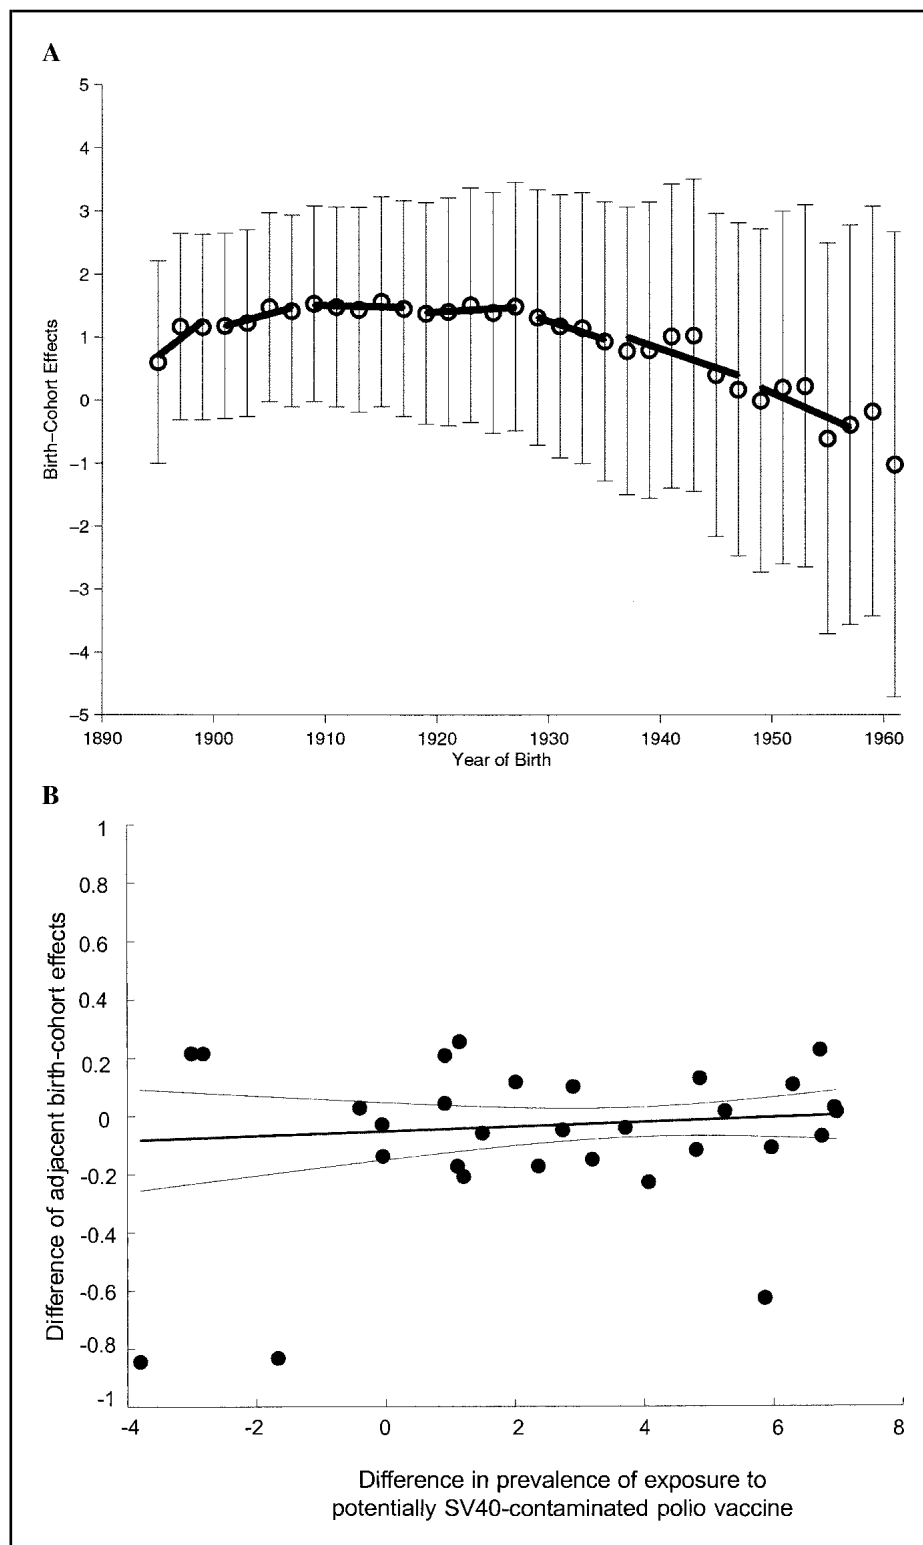 A
5
4
3
2
1
0
–1
–2
–3
–4
–5
Birth–Cohort Effects
1890 1900 1910 1920 1930 1940 1950 1960
Year of Birth
B
1
0.8
0.6
0.4
0.2
0
-0.2
-0.4
-0.6
-0.8
-1
Difference of adjacent birth-cohort effects
-4 -2 0 2 4 6 8
Difference in prevalence of exposure to
potentially SV40-contaminated polio vaccine